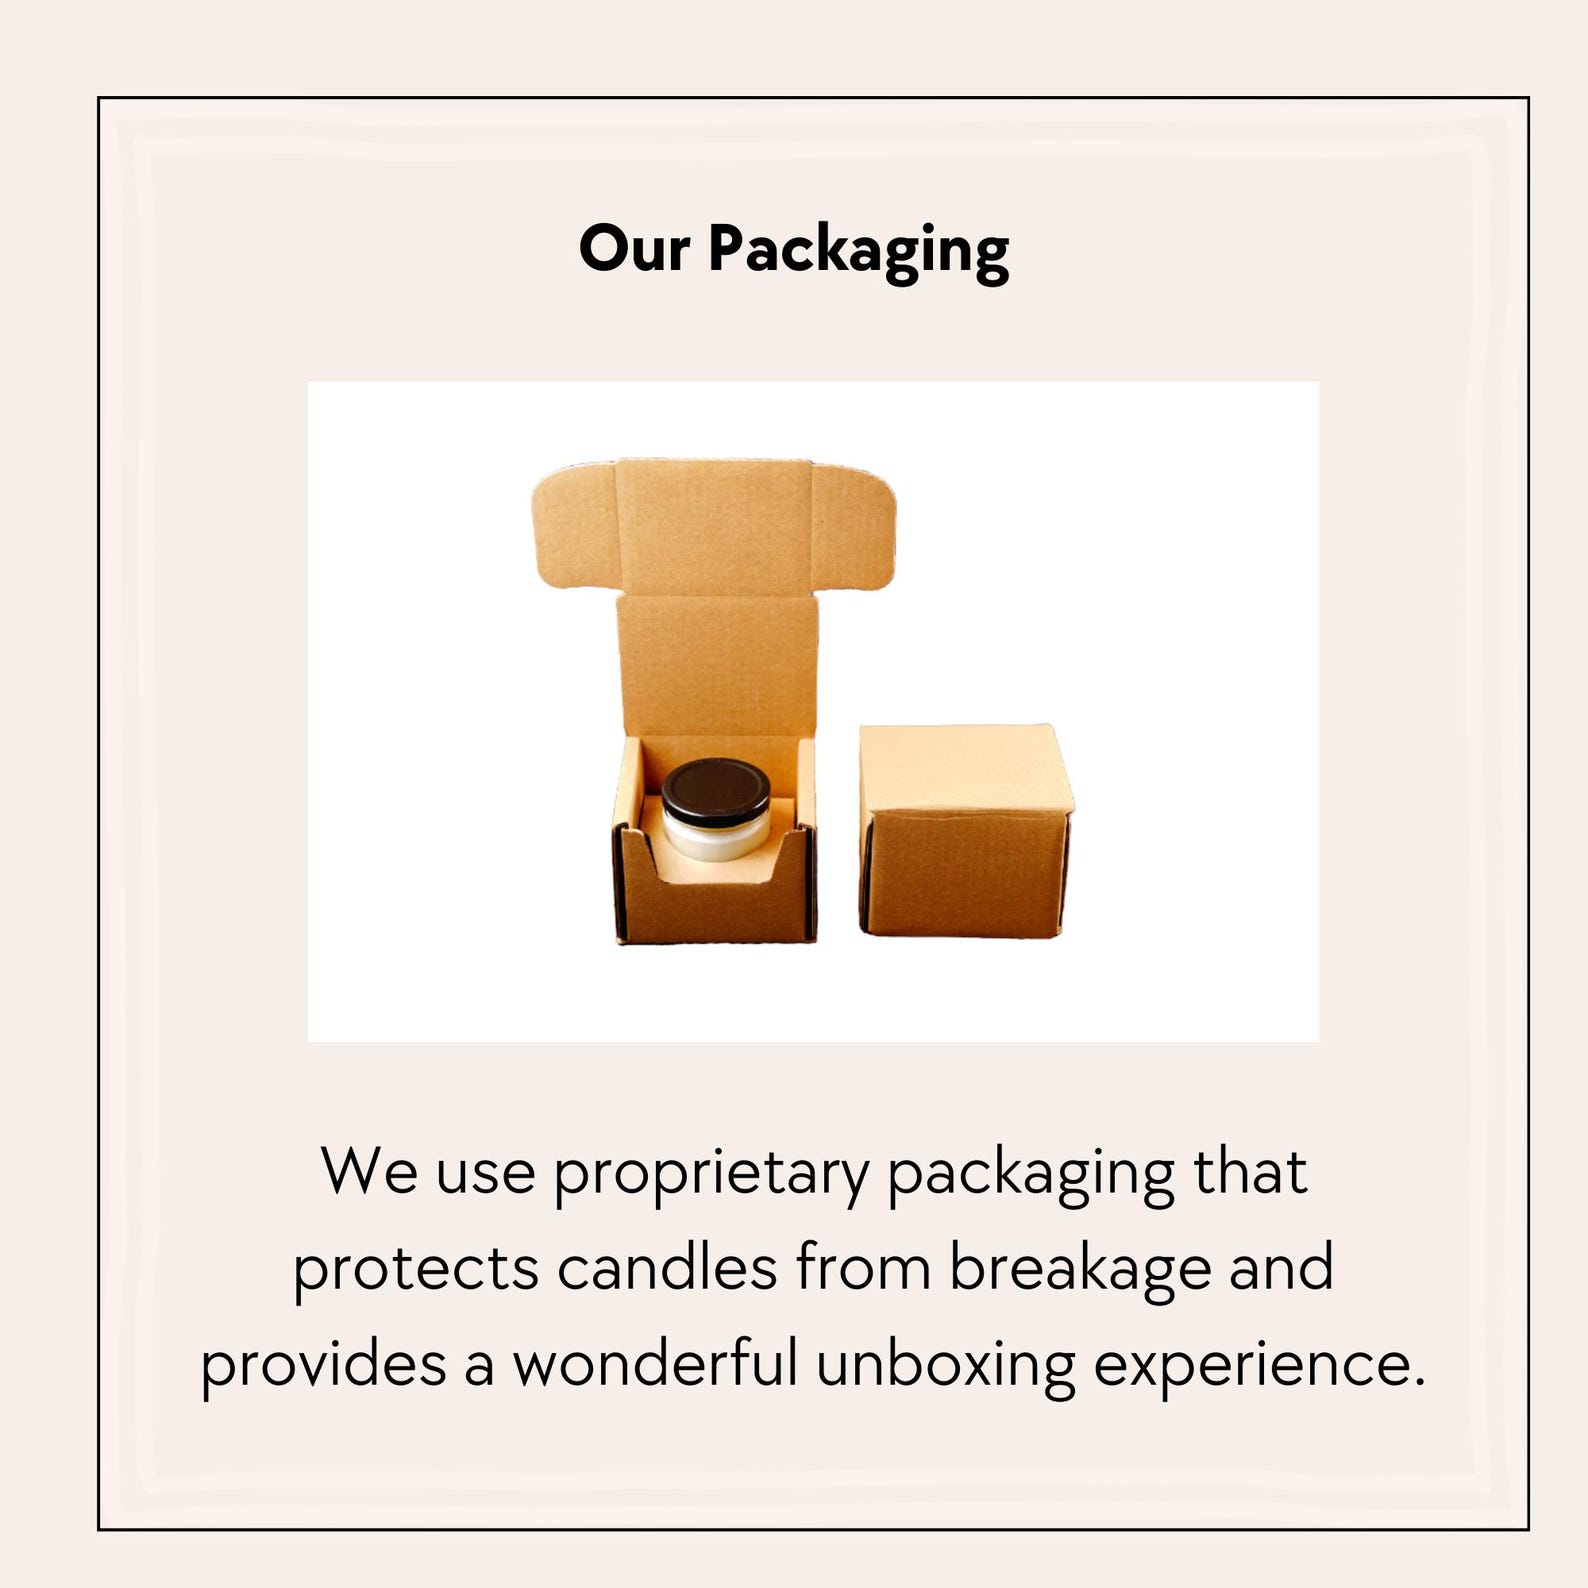 Our Packaging
We use proprietary packaging that
protects candles from breakage and
provides a wonderful unboxing experience.